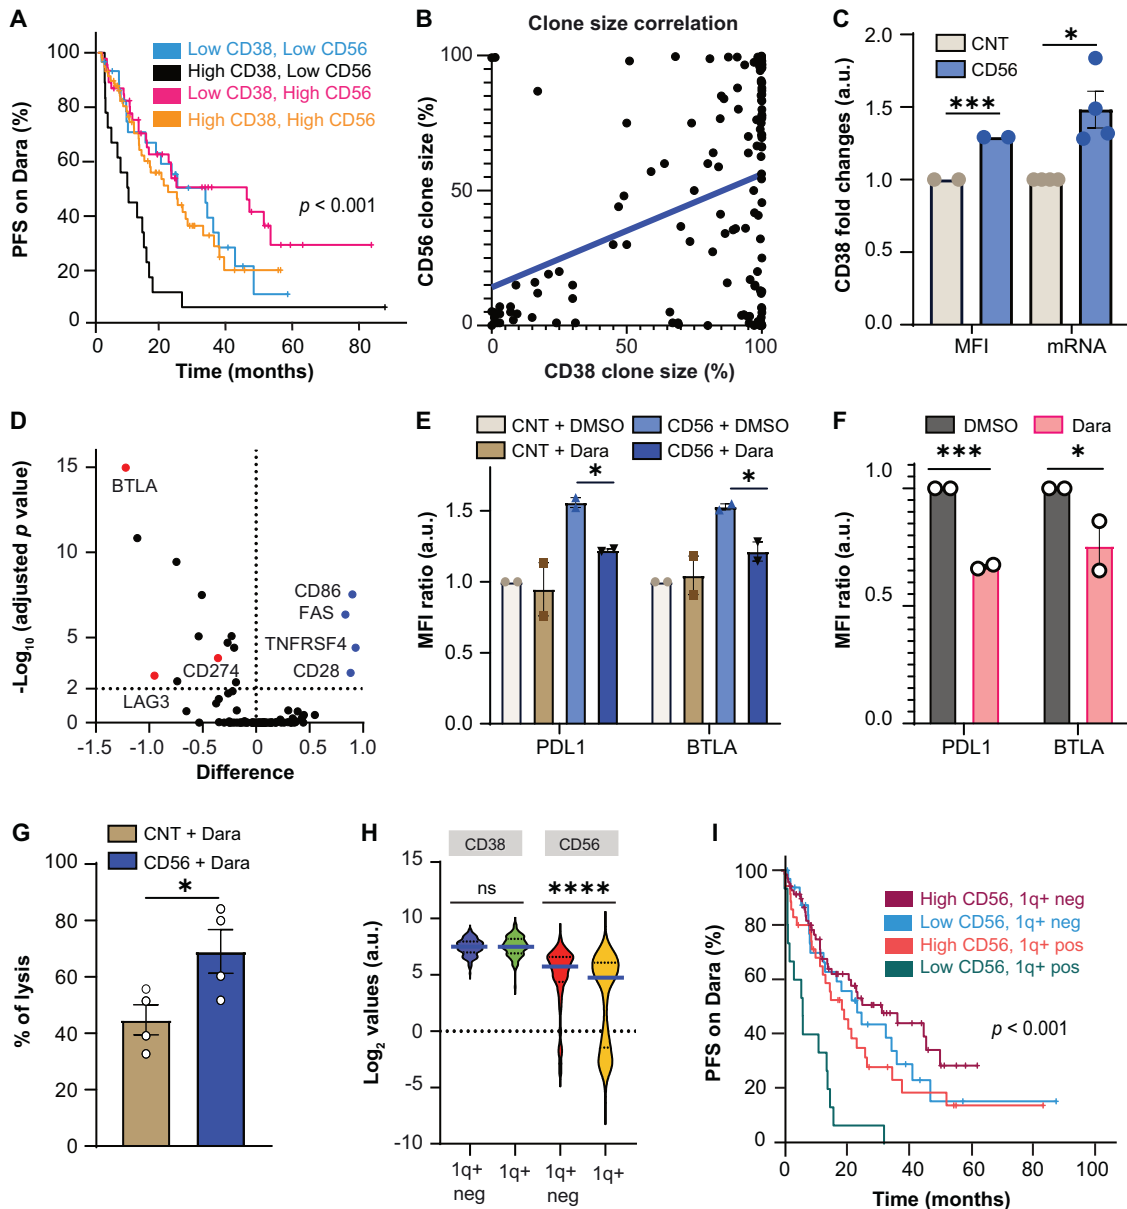 A
Low CD38, Low CD56
High CD38, Low CD56
Low CD38, High CD56
High CD38, High CD56
PFS on Dara (%)
100
80
60
40
20
0
p < 0.001
0 20 40 60 80
Time (months)
B
Clone size correlation
CD56 clone size (%)
100
50
0
0 50 100
CD38 clone size (%)
C
CNT
CD56
CD38 fold changes (a.u.)
2.0
1.5
1.0
0.5
0.0
***
*
MFI mRNA
D
-Log10 (adjusted p value)
15
10
5
2
0
BTLA
CD86
FAS
TNFRSF4
CD28
CD274
LAG3
-1.5 -1.0 -0.5 0 0.5 1.0
Difference
E
CNT + DMSO CD56 + DMSO
CNT + Dara CD56 + Dara
MFI ratio (a.u.)
1.5
1.0
0.5
0.0
*
*
PDL1 BTLA
F
DMSO Dara
MFI ratio (a.u.)
1.0
0.5
0.0
***
*
PDL1 BTLA
G
CNT + Dara
CD56 + Dara
% of lysis
100
80
60
40
80
0
*
H
CD38 CD56
Log2 values (a.u.)
15
10
5
0
-5
-10
ns
****
1q+ neg
1q+
1q+ neg
1q+
I
High CD56, 1q+ neg
Low CD56, 1q+ neg
High CD56, 1q+ pos
Low CD56, 1q+ pos
PFS on Dara (%)
100
80
60
40
20
0
p < 0.001
0 20 40 60 80 100
Time (months)